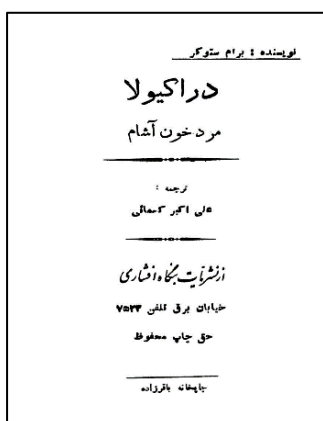 نویسنده : برام ستوکر
دراکیولا
مرد خون آشام
ترجمه :
علی اکبر کسمائی
از نشریات بنگاه افشاری
خیابان برق تلفن ۷۵۳۳
حق چاپ محفوظ
چاپخانه باقرزاده